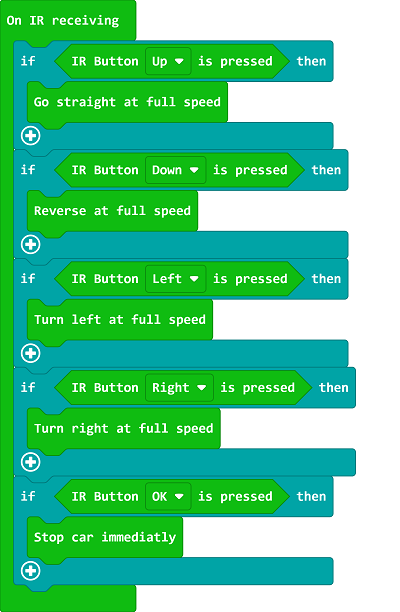 On IR receiving
if IR Button Up is pressed then
Go straight at full speed
if IR Button Down is pressed then
Reverse at full speed
if IR Button Left is pressed then
Turn left at full speed
if IR Button Right is pressed then
Turn right at full speed
if IR Button OK is pressed then
Stop car immediatly